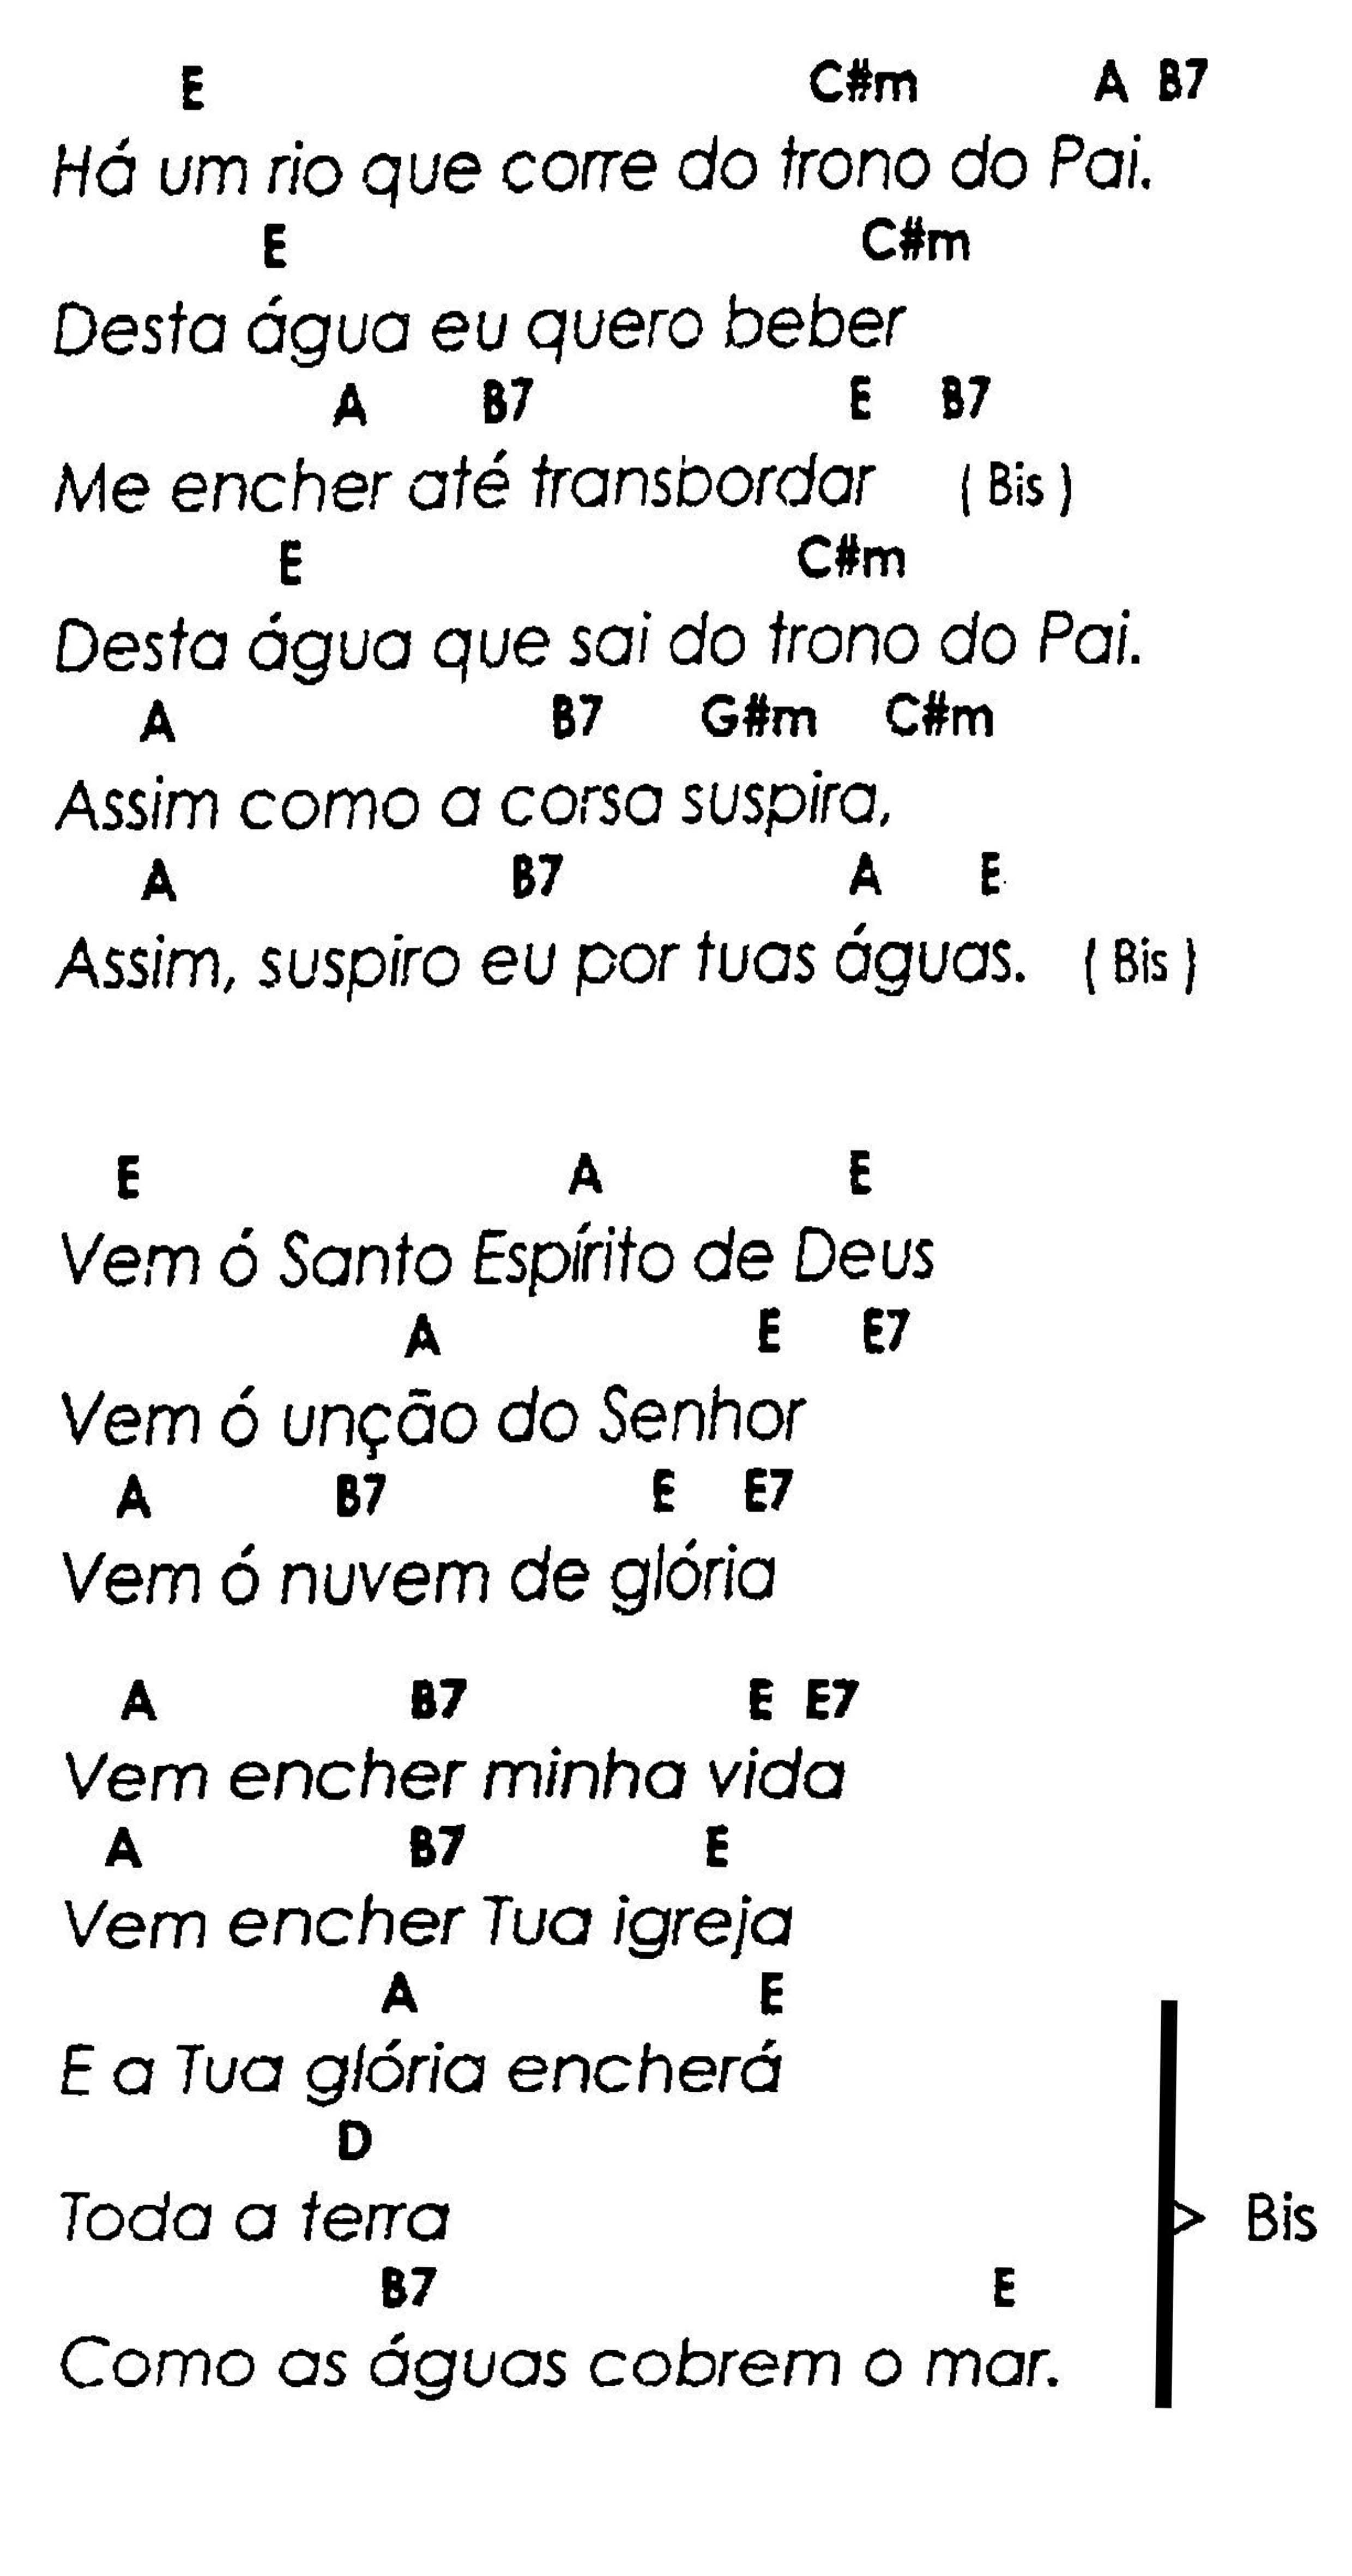 E C#m A B7
Há um rio que corre do trono do Pai.
E C#m
Desta água eu quero beber
A B7 E B7
Me encher até transbordar ( Bis )
E C#m
Desta água que sai do trono do Pai.
A B7 G#m C#m
Assim como a corsa suspira,
A B7 A E
Assim, suspiro eu por tuas águas. ( Bis )
E A E
Vem ó Santo Espírito de Deus
A E E7
Vem ó unção do Senhor
A B7 E E7
Vem ó nuvem de glória
A B7 E E7
Vem encher minha vida
A B7 E
Vem encher Tua igreja
A E
E a Tua glória encherá
D
Toda a terra
> Bis
B7 E
Como as águas cobrem o mar.